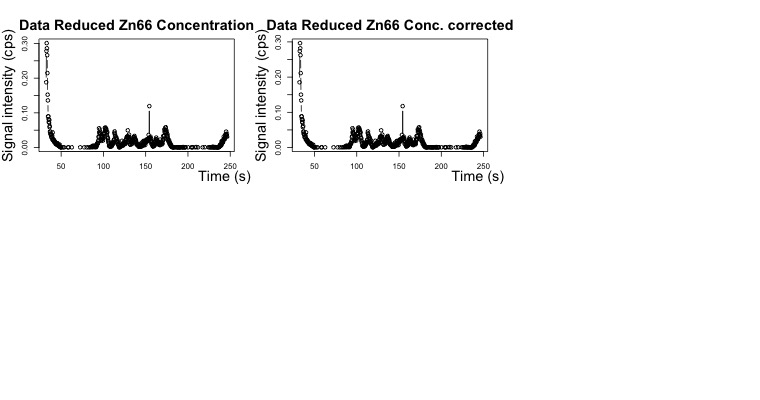 Data Reduced Zn66 Concentration
Signal intensity (cps)
0.00 0.10 0.20 0.30
50 100 150 200 250
Time (s)
Data Reduced Zn66 Conc. corrected
Signal intensity (cps)
0.00 0.10 0.20 0.30
50 100 150 200 250
Time (s)